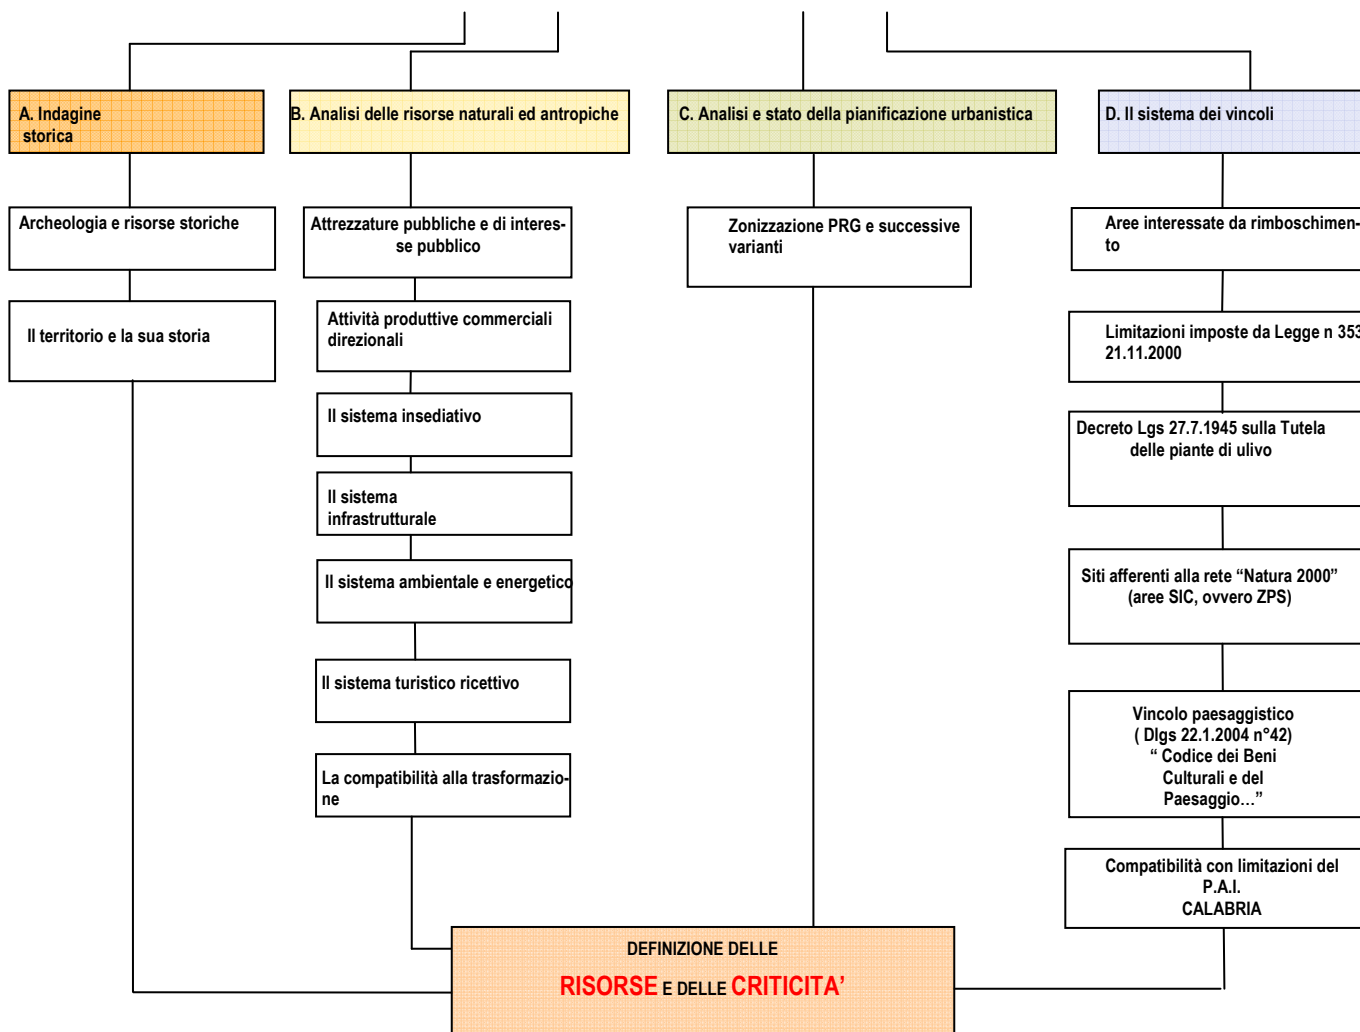 A. Indagine
storica
B. Analisi delle risorse naturali ed antropiche
C. Analisi e stato della pianificazione urbanistica
D. Il sistema dei vincoli
Archeologia e risorse storiche
Il territorio e la sua storia
Attrezzature pubbliche e di interes-
se pubblico
Attività produttive commerciali
direzionali
Il sistema insediativo
Il sistema
infrastrutturale
Il sistema ambientale e energetico
Il sistema turistico ricettivo
La compatibilità alla trasformazio-
ne
Zonizzazione PRG e successive
varianti
Aree interessate da rimboschimen-
to
Limitazioni imposte da Legge n 353
21.11.2000
Decreto Lgs 27.7.1945 sulla Tutela
delle piante di ulivo
Siti afferenti alla rete “Natura 2000”
(aree SIC, ovvero ZPS)
Vincolo paesaggistico
( Dlgs 22.1.2004 n°42)
“ Codice dei Beni
Culturali e del
Paesaggio…”
Compatibilità con limitazioni del
P.A.I.
CALABRIA
DEFINIZIONE DELLE
RISORSE E DELLE CRITICITA’